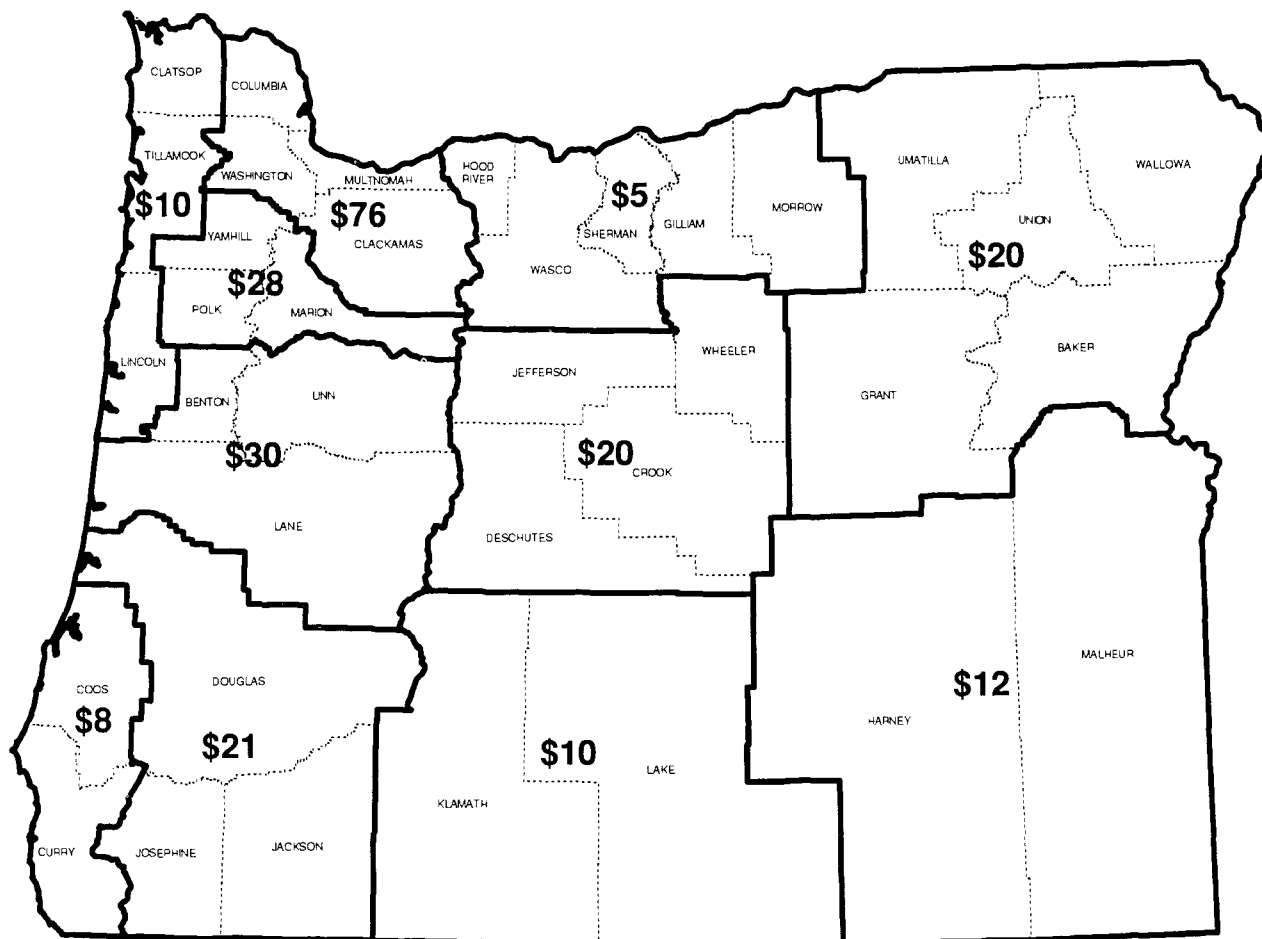 CLATSOP
COLUMBIA
TILLAMOOK
WASHINGTON
MULTNOMAH
HOOD
RIVER
$10
$76
$5
CLACKAMAS
SHERMAN
GILLIAM
MORROW
UMATILLA
WALLOWA
UNION
$20
YAMHILL
$28
WASCO
POLK
MARION
LINCOLN
BENTON
LINN
JEFFERSON
WHEELER
GRANT
BAKER
$30
$20
CROOK
LANE
DESCHUTES
COOS
$8
DOUGLAS
$21
$10
LAKE
KLAMATH
HARNEY
$12
MALHEUR
CURRY
JOSEPHINE
JACKSON